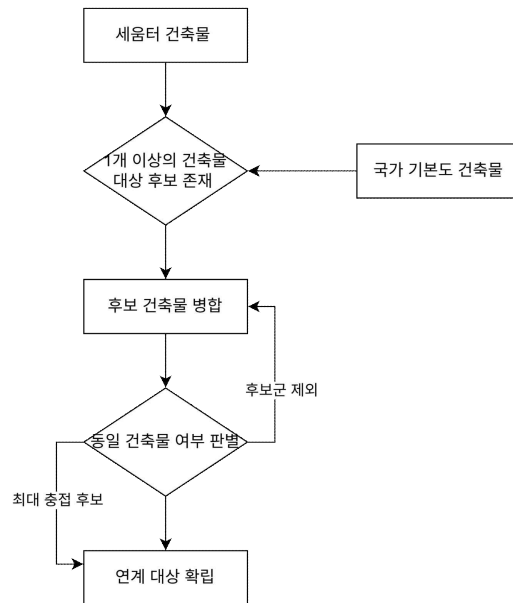 세움터 건축물
1개 이상의 건축물
대상 후보 존재
국가 기본도 건축물
후보 건축물 병합
후보군 제외
동일 건축물 여부 판별
최대 충접 후보
연계 대상 확립